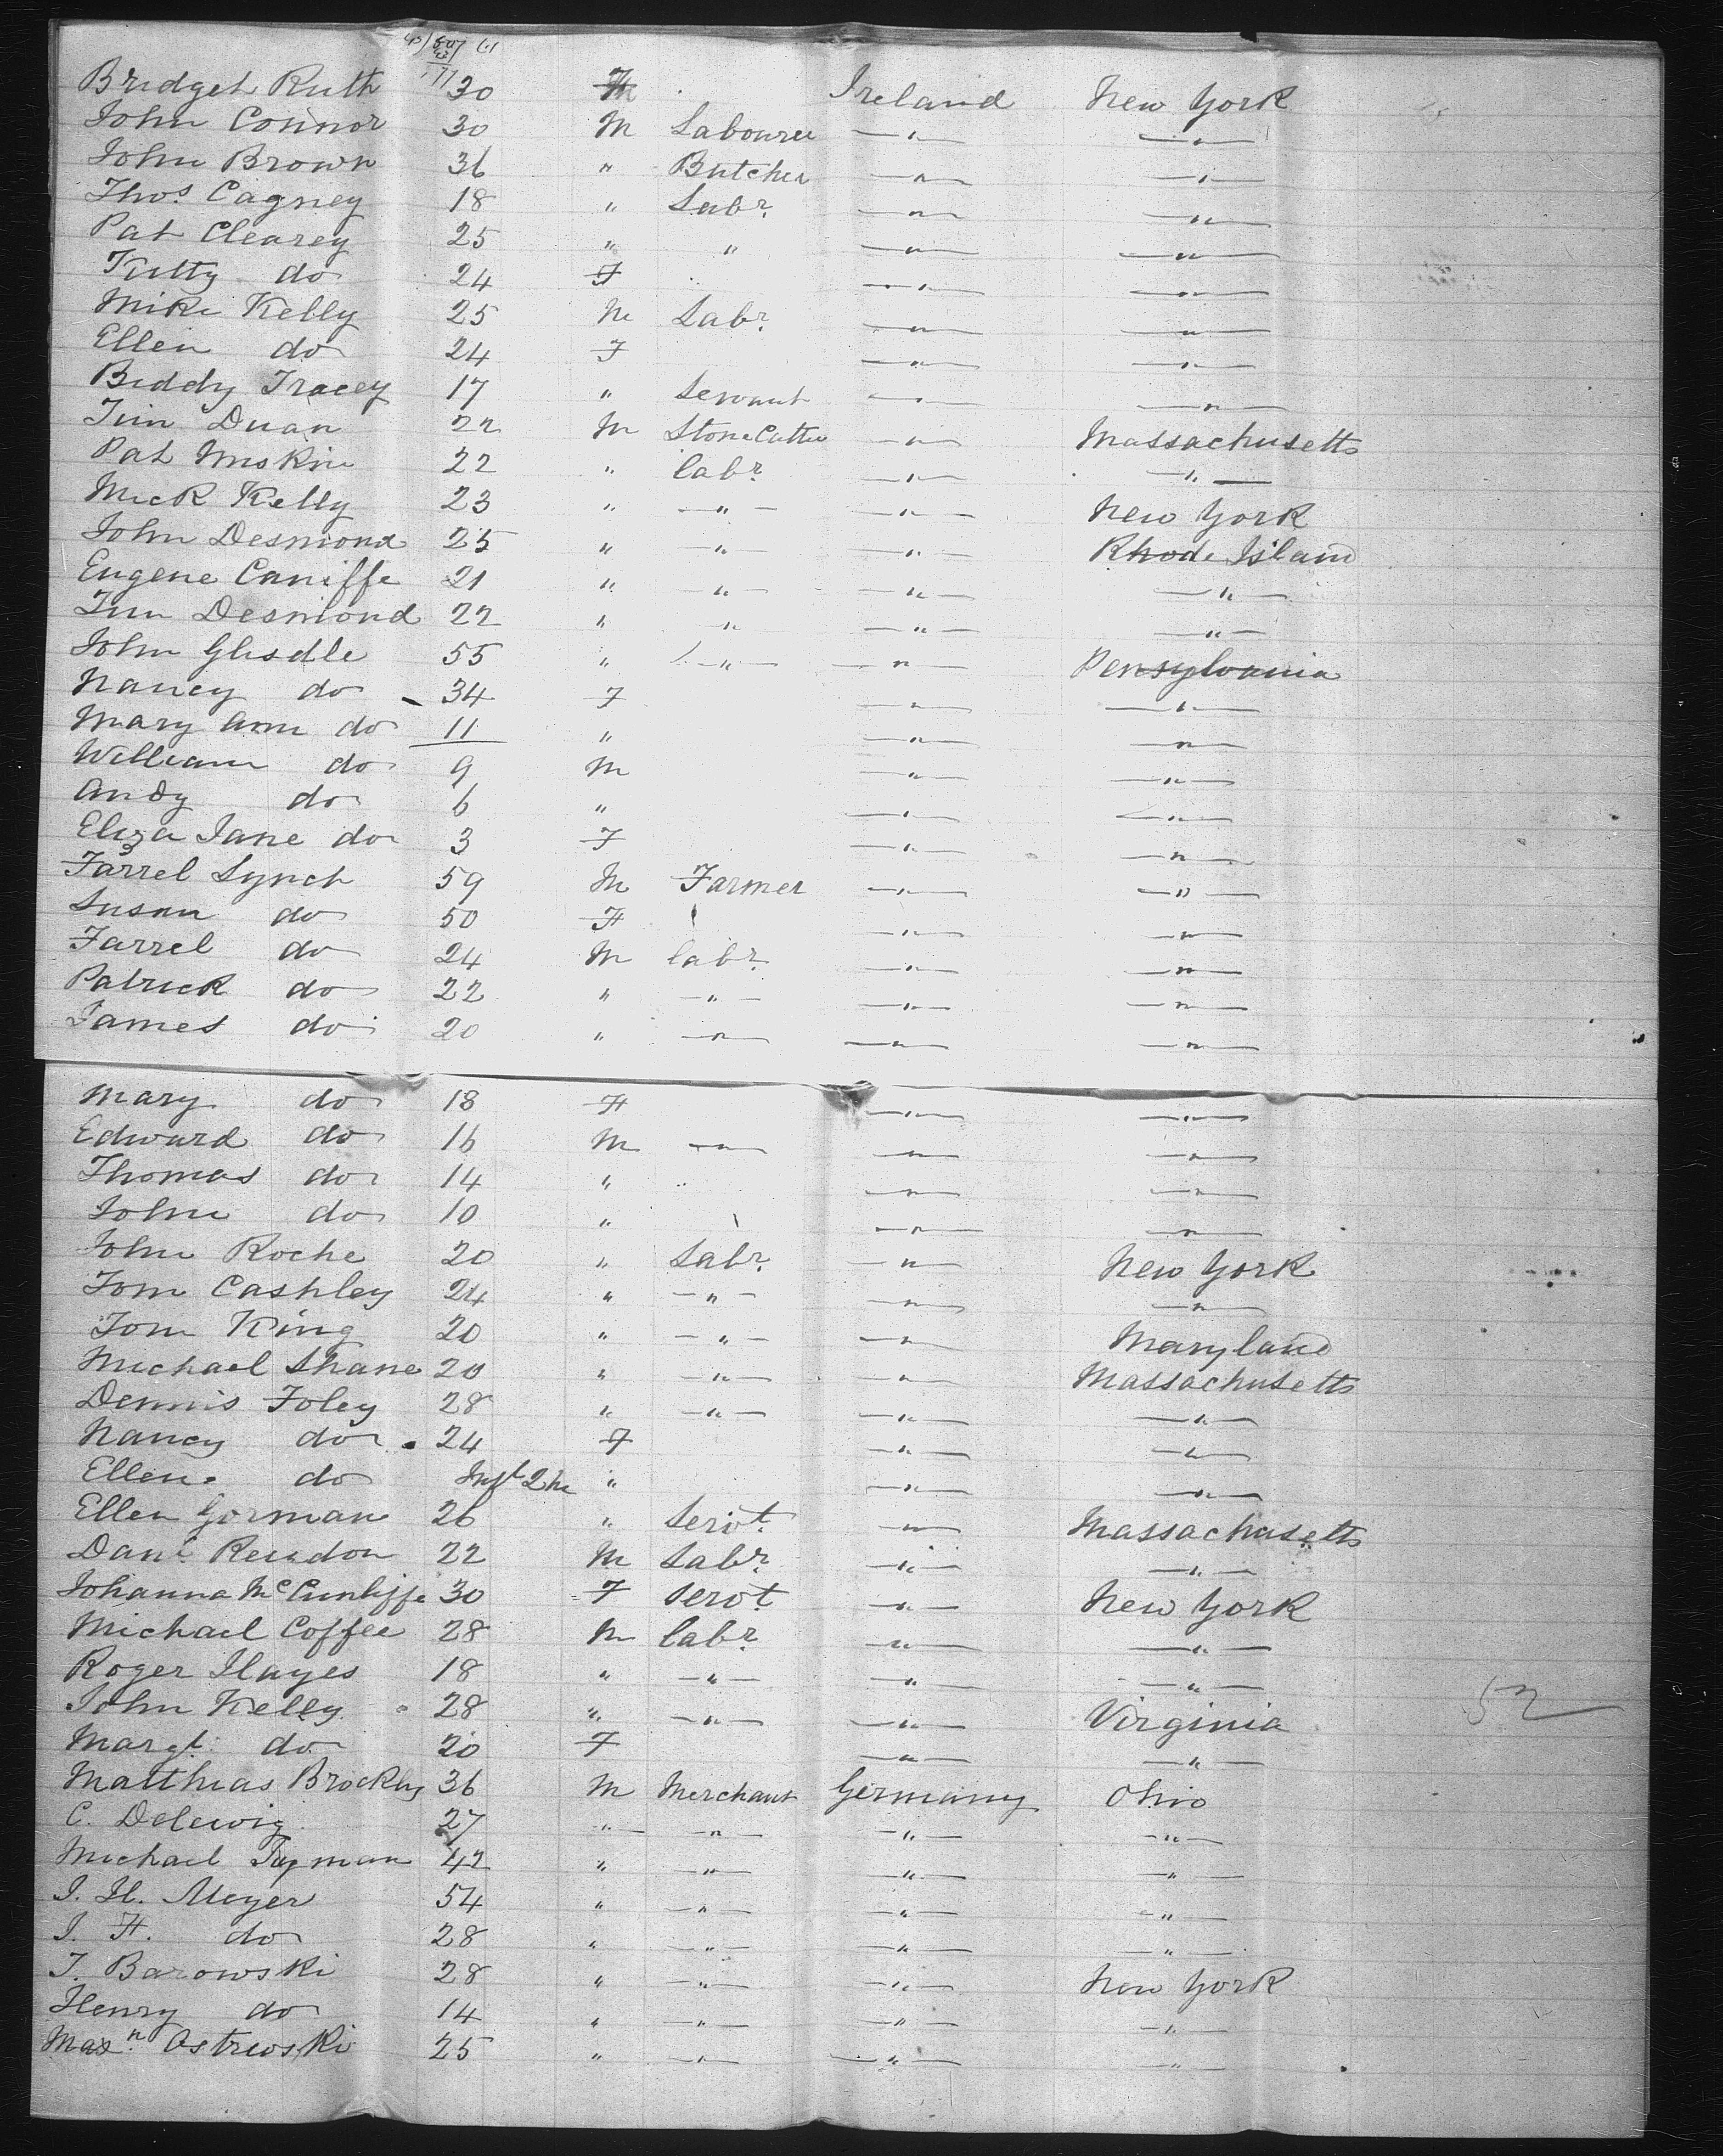 Bridget Ruth 30 F Ireland New York
John Connor 30 M Labourer — " — — " —
John Brown 36 " Butcher — " — — " —
Thos. Cagney 18 " Labr. — " — — " —
Pat Clearey 25 " " — " — — " —
Kitty do 24 F — " — — " —
Mike Kelly 25 M Labr. — " — — " —
Ellen do 24 F — " — — " —
Biddy Tracey 17 " Servant — " — — " —
Tim Duan 22 M Stone Cutter — " — Massachusetts
Pat 22 " labr. — " — — " —
Mick Kelly 23 " — " — — " — New York
John Desmond 25 " — " — — " — Rhode Island
Eugene Caniffe 21 " — " — — " — — " —
Desmond 22 " — " — — " — — " —
John Glisdle 55 " — " — — " — Pensylvania
Nancy do 34 F — " — — " —
Mary Ann do 11 " — " — — " —
William do 9 M — " — — " —
Andy do 6 " — " — — " —
Eliza Jane do 3 F — " — — " —
Farrel Lynch 59 M Farmer — " — — " —
Susan do 50 F — " — — " —
Farrel do 24 M labr. — " — — " —
Patrick do 22 " — " — — " — — " —
James do 20 " — " — — " — — " —
Mary do 18 F — " — — " —
Edward do 16 M — " — — " — — " —
Thomas do 14 " " — " — — " —
John do 10 " — " — — " —
John Roche 20 " Labr. — " — New York
Tom Cashley 24 " — " — — " — — " —
Tom King 20 " — " — — " — Maryland
Michael Shane 20 " — " — — " — Massachusetts
Dennis Foley 28 " — " — — " — — " —
Nancy do 24 F — " — — " —
Ellen do Inft 2 m " — " — — " —
Ellen Gorman 26 " Servt. — " — Massachusetts
Danl Reardon 22 M Labr. — " — — " —
Johanna McCunliffe 30 F Servt — " — New York
Michael Coffee 28 M labr. — " — — " —
Roger Hayes 18 " — " — — " — — " —
John Kelly 28 " — " — — " — Virginia
52
Margt. do 20 F — " — — " —
Matthias 36 M Merchant Germany Ohio
C. Delewig 27 " — " — — " — — " —
Michael 42 " — " — — " — — " —
J. H. Meyer 54 " — " — — " — — " —
J. F. do 28 " — " — — " — — " —
J. Barowski 28 " — " — — " — New York
Henry do 14 " — " — — " — — " —
Maxn. Ostrowski 25 " — " — — " — — " —